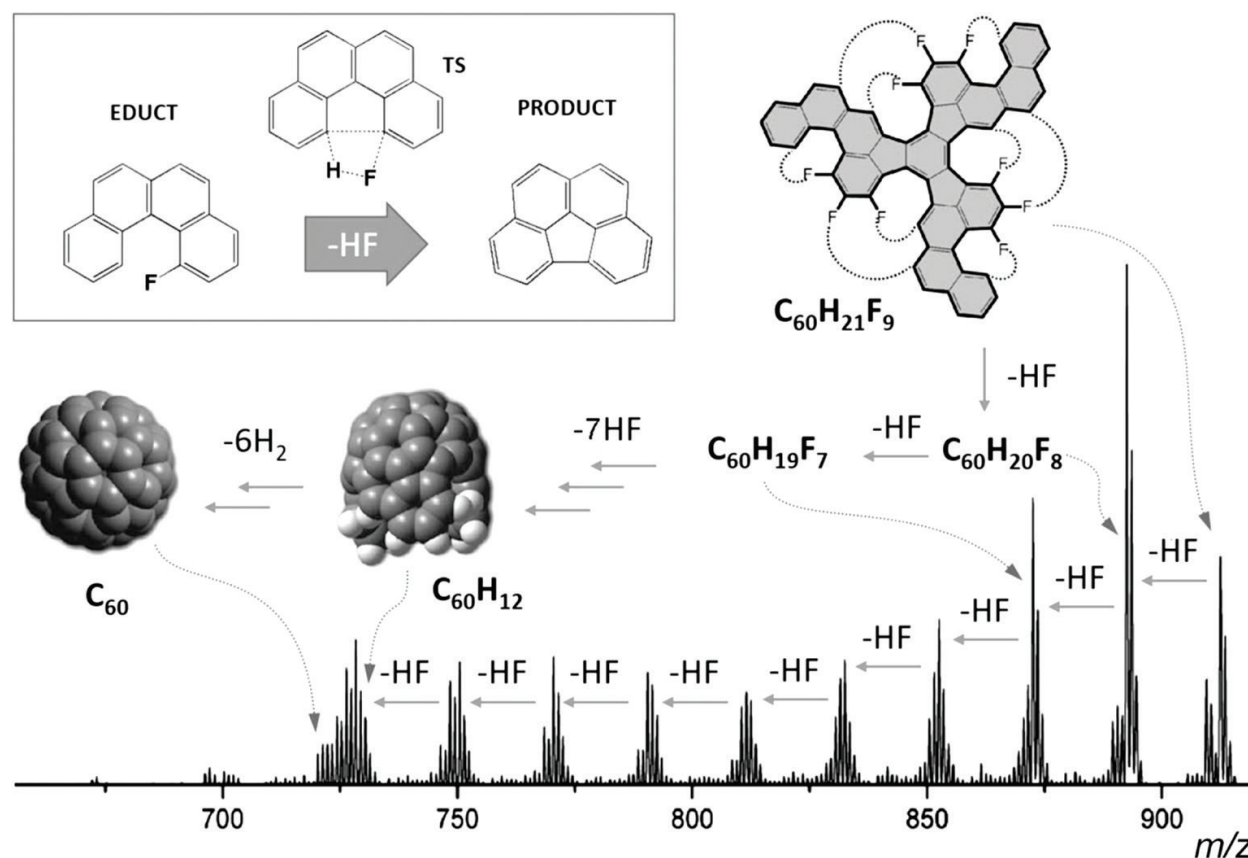 TS
EDUCT
PRODUCT
H
F
F
-HF
F
F
F
F
F
F
F
F
F
C₆₀H₂₁F₉
-HF
-6H₂
-7HF
-HF
C₆₀H₁₉F₇
C₆₀H₂₀F₈
C₆₀
C₆₀H₁₂
-HF
-HF
-HF
-HF
-HF
-HF
-HF
-HF
-HF
700
750
800
850
900
m/z